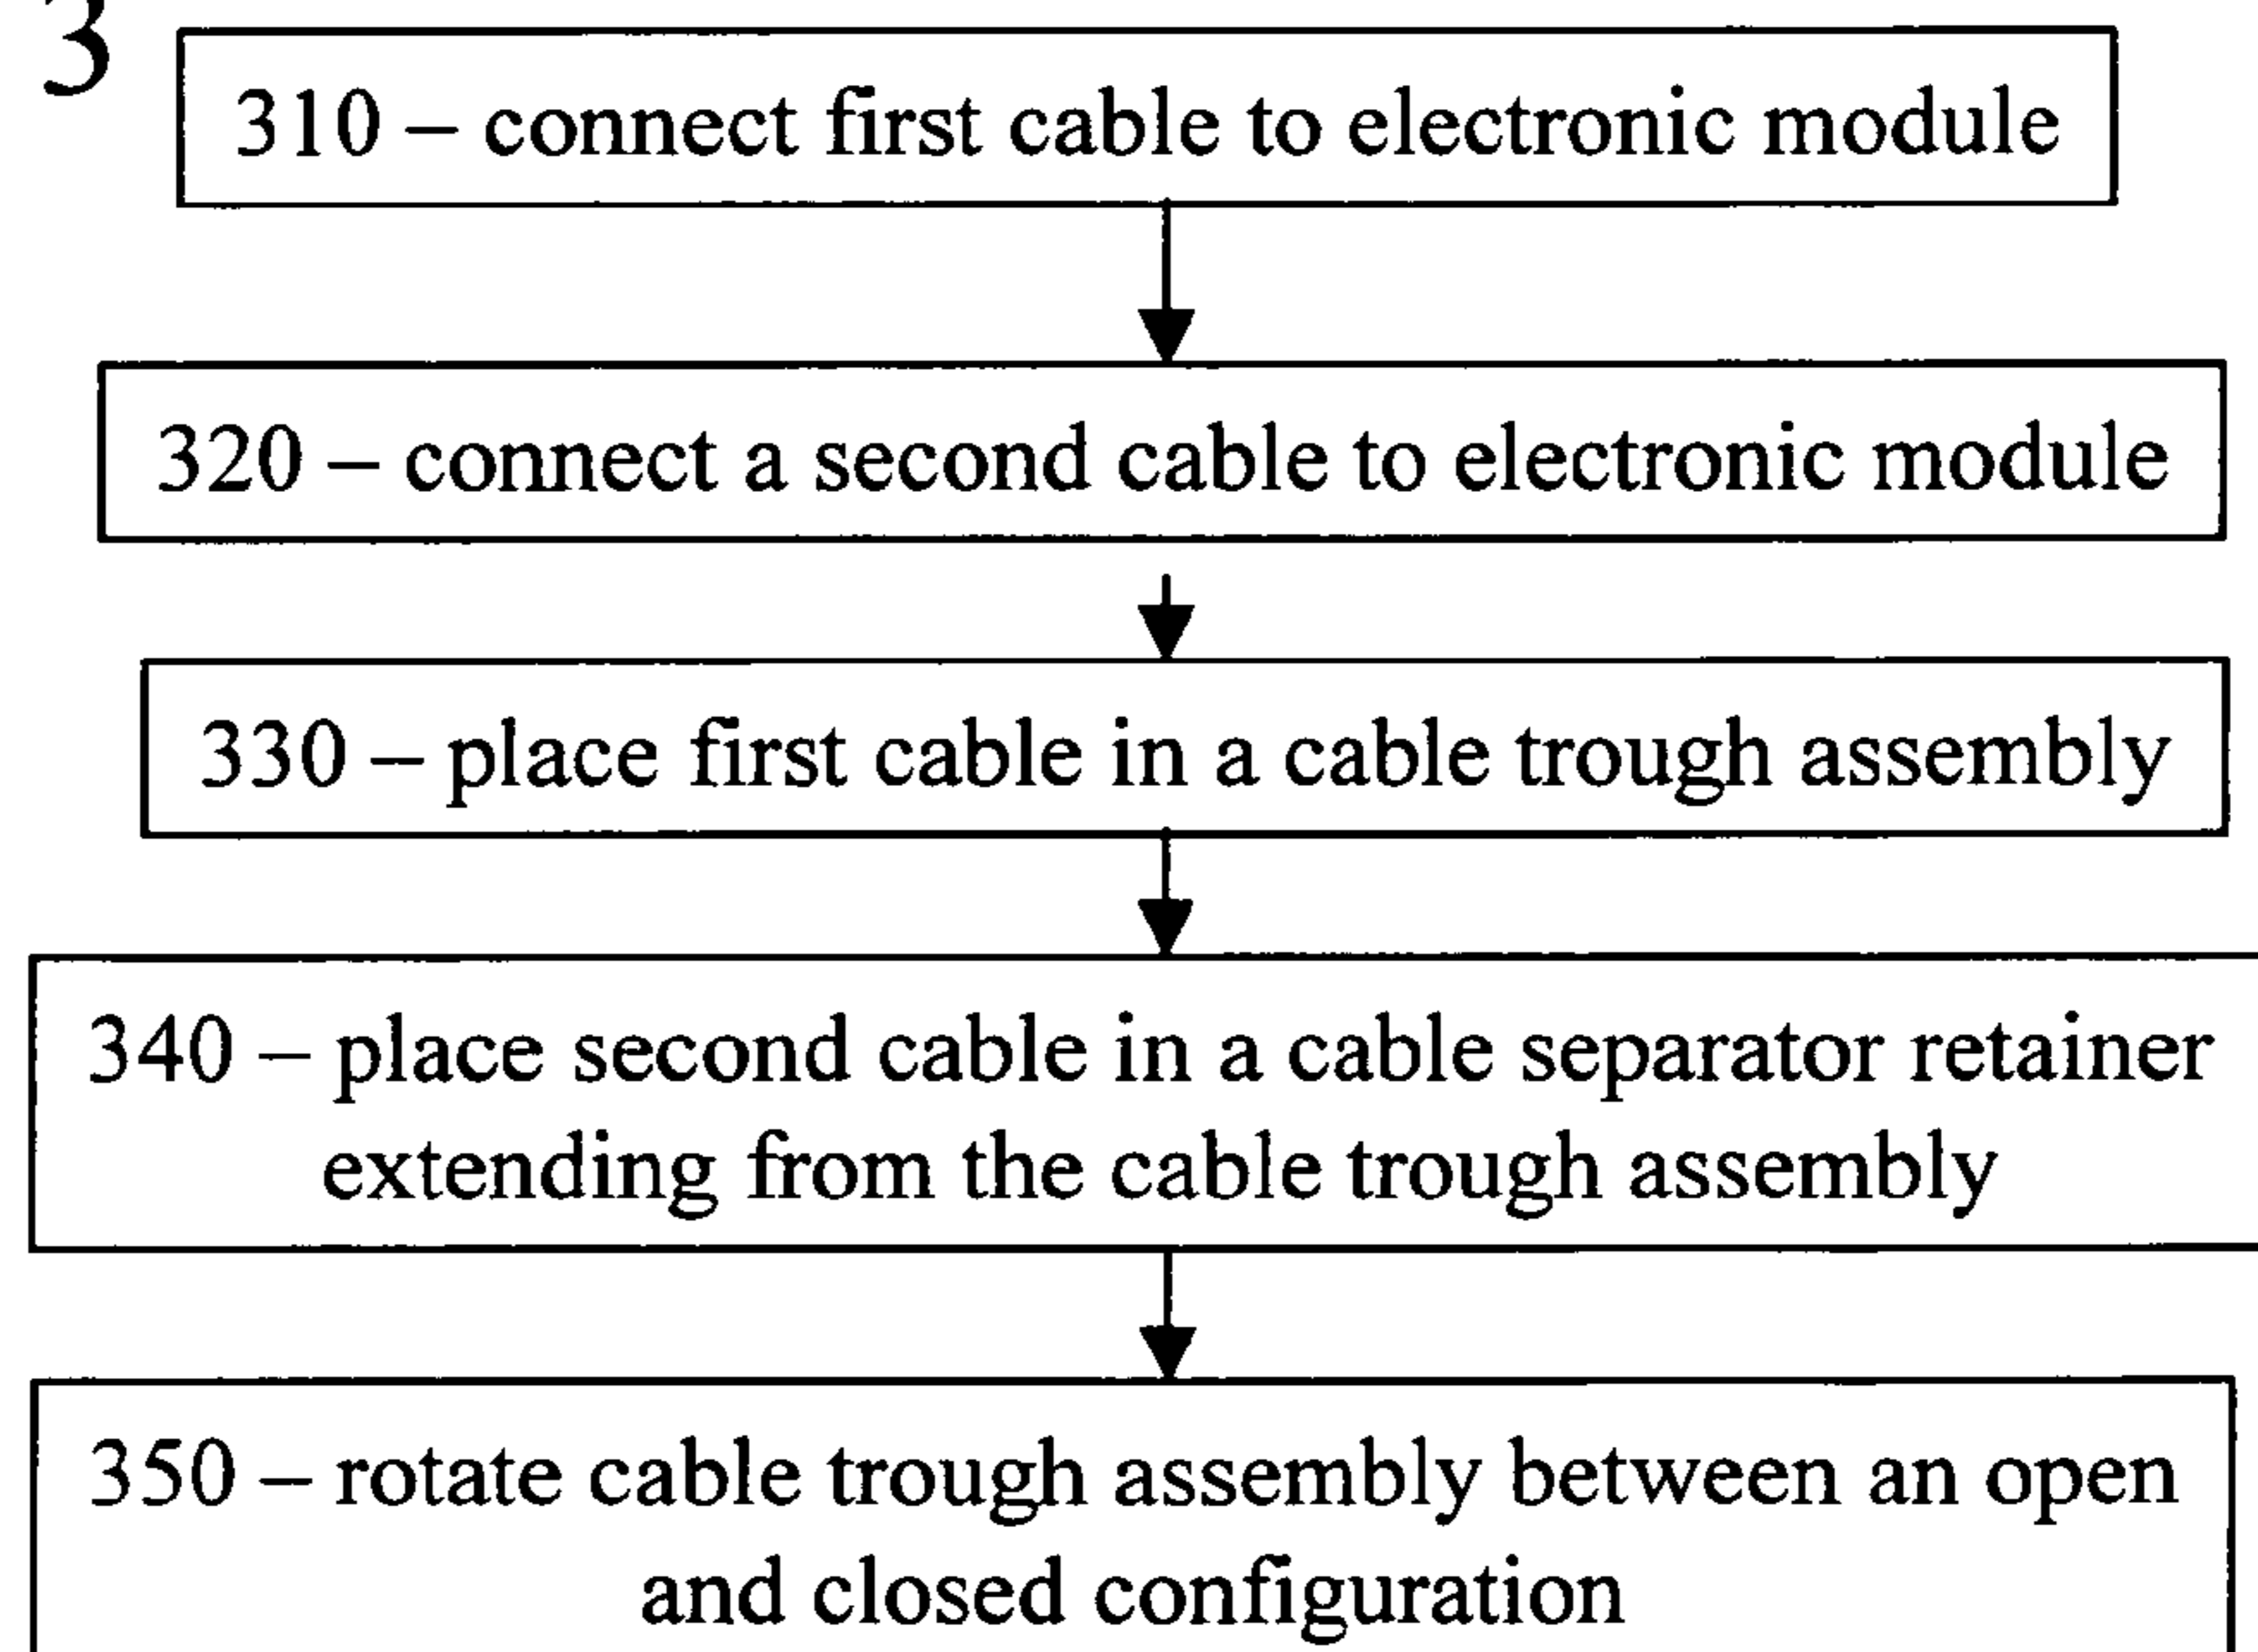 3
310 – connect first cable to electronic module
320 – connect a second cable to electronic module
330 – place first cable in a cable trough assembly
340 – place second cable in a cable separator retainer
extending from the cable trough assembly
350 – rotate cable trough assembly between an open
and closed configuration